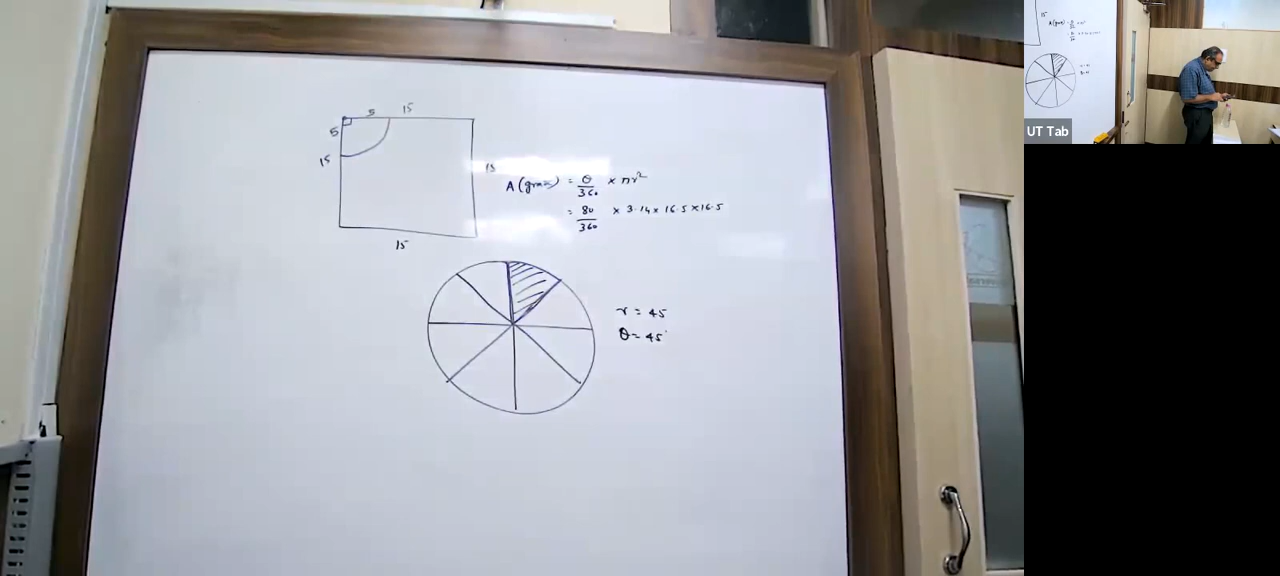 5 15
5
15
15
A(graz) = θ/360 × πr²
= 80/360 × 3.14 × 16.5 × 16.5
15
r = 45
θ = 45°
UT Tab